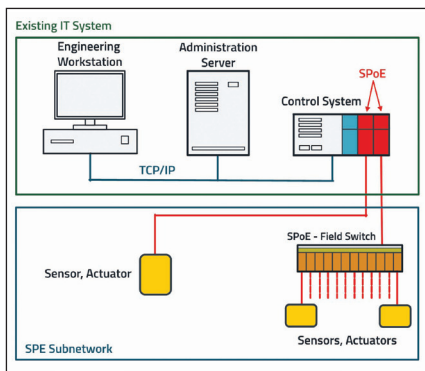 Existing IT System
Engineering
Workstation
Administration
Server
SPoE
Control System
TCP/IP
SPoE - Field Switch
Sensor, Actuator
Sensors, Actuators
SPE Subnetwork